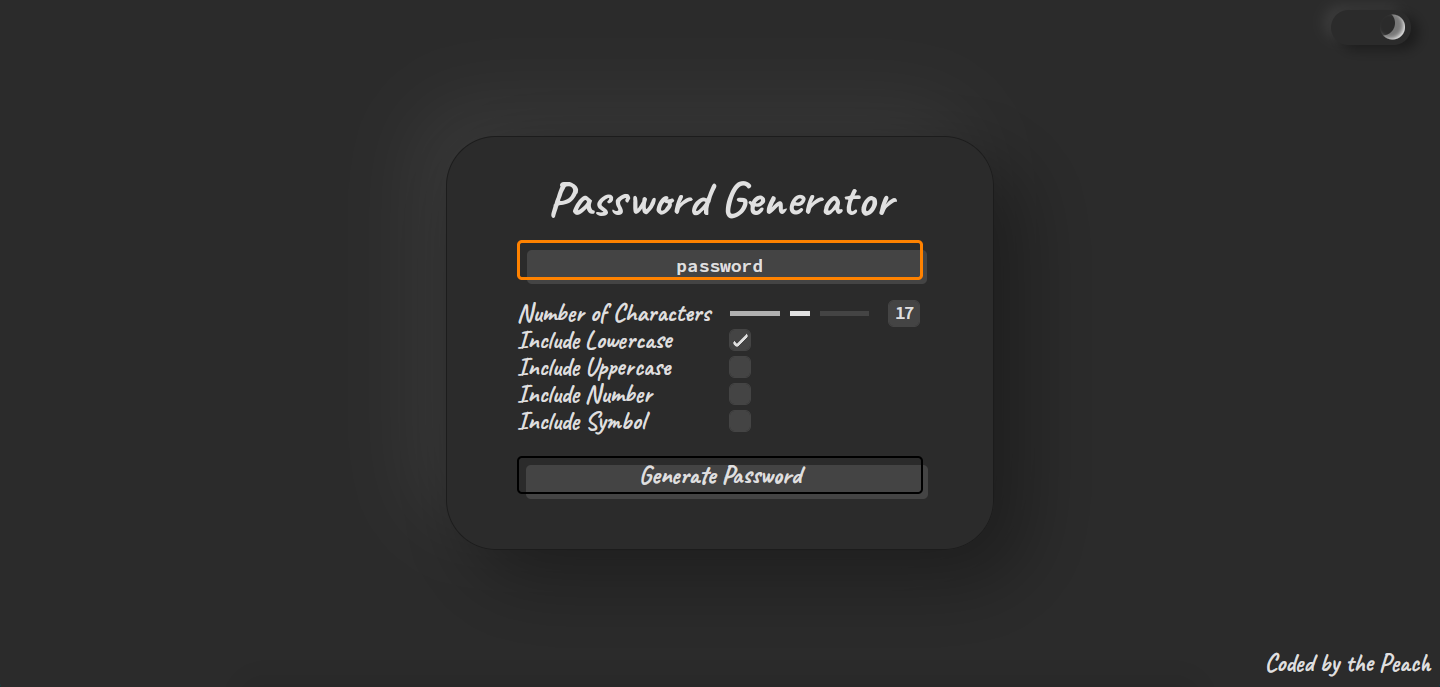 Password Generator
password
Number of Characters 17
Include Lowercase
Include Uppercase
Include Number
Include Symbol
Generate Password
Coded by the Peach